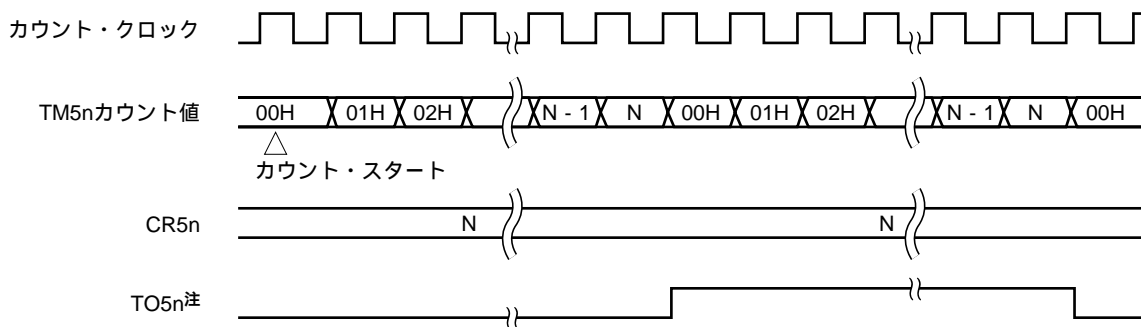 カウント・クロック
TM5nカウント値 00H 01H 02H N - 1 N 00H 01H 02H N - 1 N 00H
カウント・スタート
CR5n N N
TO5n注